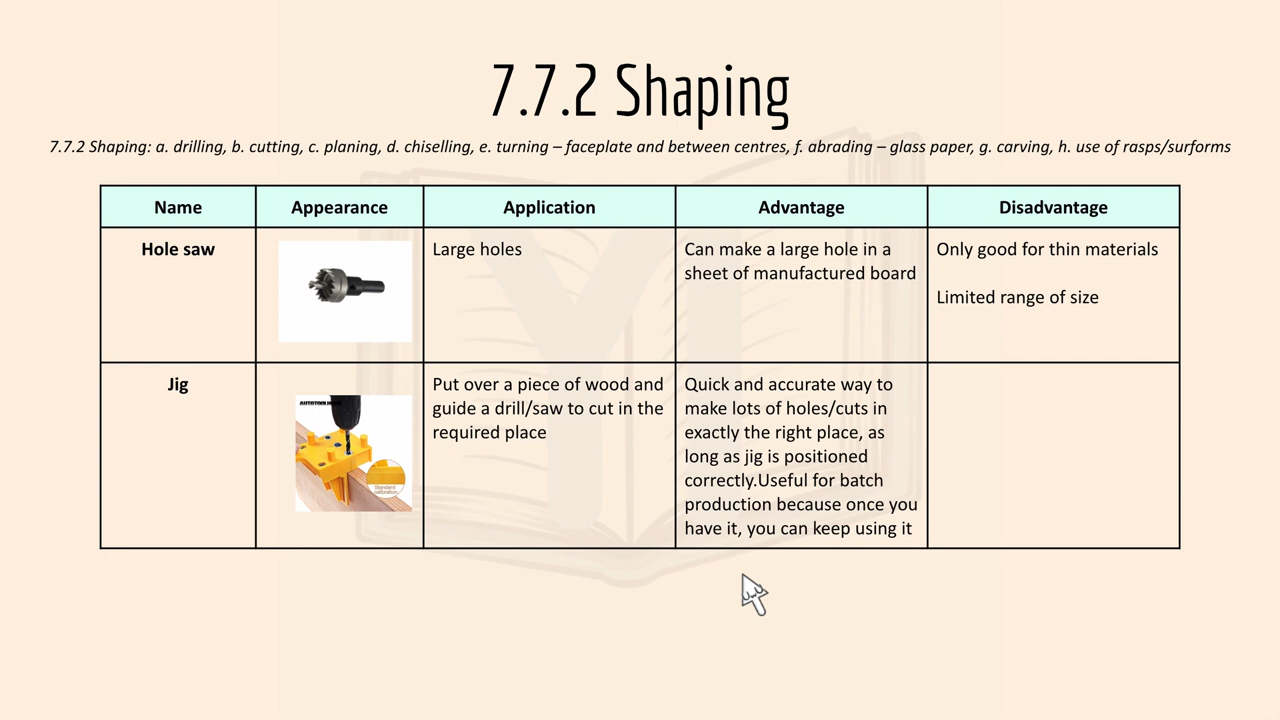 7.7.2 Shaping
7.7.2 Shaping: a. drilling, b. cutting, c. planing, d. chiselling, e. turning – faceplate and between centres, f. abrading – glass paper, g. carving, h. use of rasps/surforms
Name
Appearance
Application
Advantage
Disadvantage
Hole saw
Large holes
Can make a large hole in a
sheet of manufactured board
Only good for thin materials
Limited range of size
Jig
Standard
calibration
Put over a piece of wood and
guide a drill/saw to cut in the
required place
Quick and accurate way to
make lots of holes/cuts in
exactly the right place, as
long as jig is positioned
correctly.Useful for batch
production because once you
have it, you can keep using it